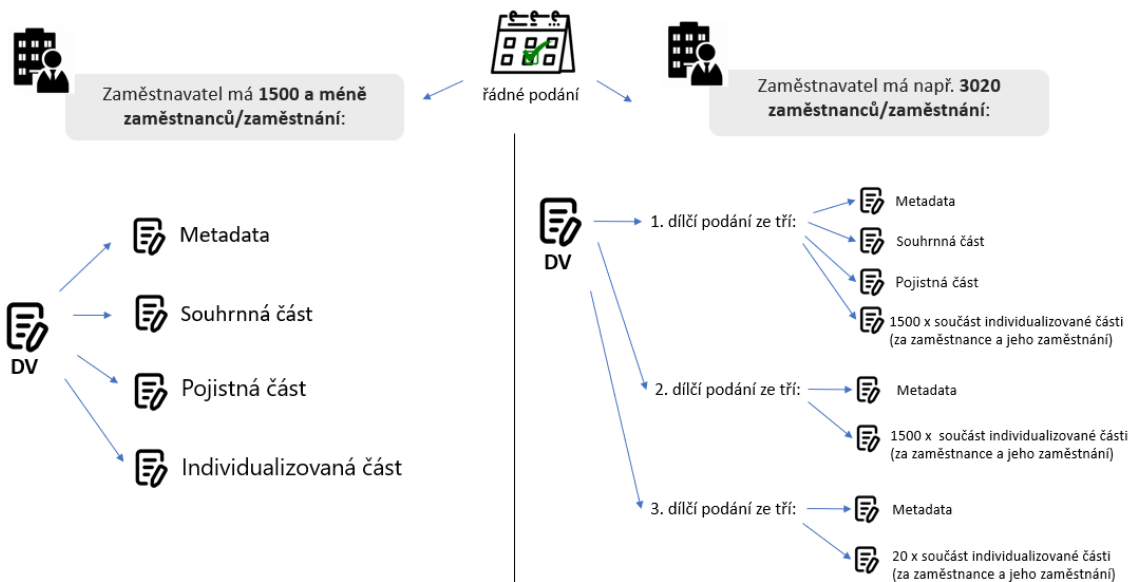 řádné podání
Zaměstnavatel má 1500 a méně
zaměstnanců/zaměstnání:
DV
Metadata
Souhrnná část
Pojistná část
Individualizovaná část
Zaměstnavatel má např. 3020
zaměstnanců/zaměstnání:
DV
1. dílčí podání ze tří:
Metadata
Souhrnná část
Pojistná část
1500 x součást individualizované části
(za zaměstnance a jeho zaměstnání)
2. dílčí podání ze tří:
Metadata
1500 x součást individualizované části
(za zaměstnance a jeho zaměstnání)
3. dílčí podání ze tří:
Metadata
20 x součást individualizované části
(za zaměstnance a jeho zaměstnání)